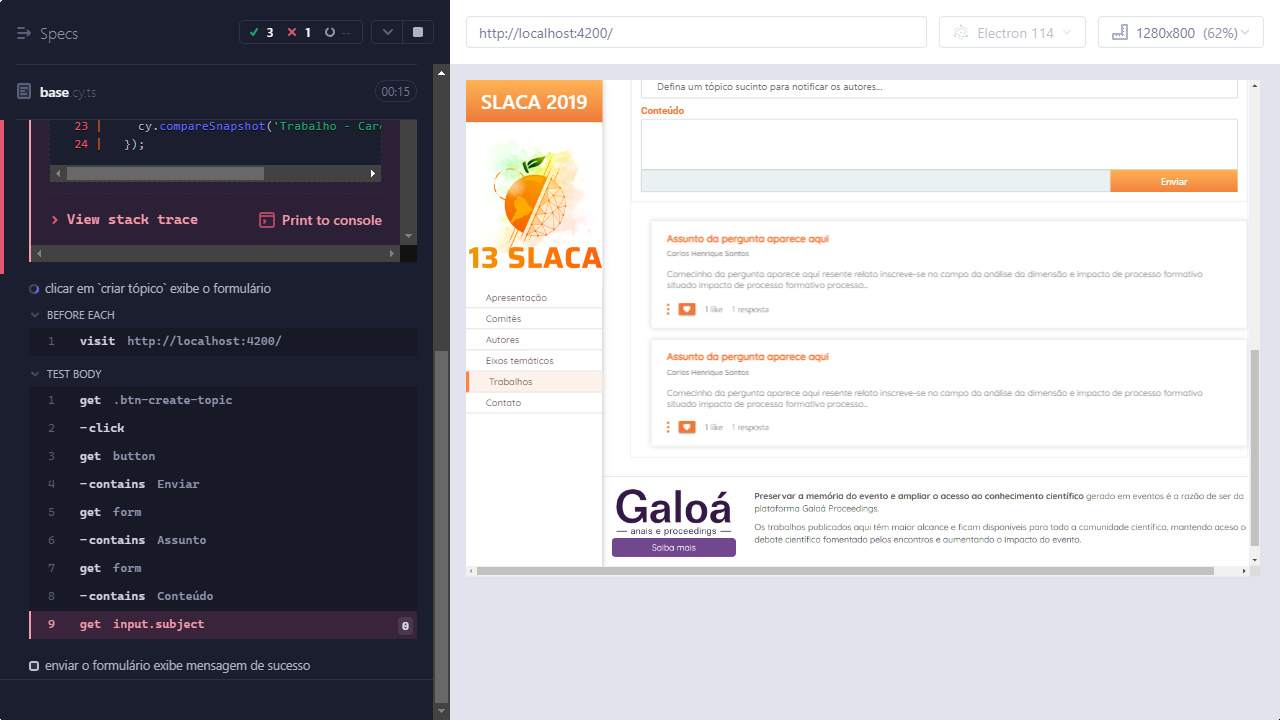 Specs
3
1
--
base.cy.ts
00:15
23 | cy.compareSnapshot('Trabalho - Car
24 | });
View stack trace
Print to console
clicar em `criar tópico` exibe o formulário
BEFORE EACH
1 visit http://localhost:4200/
TEST BODY
1 get .btn-create-topic
2 -click
3 get button
4 -contains Enviar
5 get form
6 -contains Assunto
7 get form
8 -contains Conteúdo
9 get input.subject 0
enviar o formulário exibe mensagem de sucesso
http://localhost:4200/
Electron 114
1280x800 (62%)
SLACA 2019
13 SLACA
Apresentação
Comitês
Autores
Eixos temáticos
Trabalhos
Contato
Defina um tópico sucinto para notificar os autores...
Conteúdo
Enviar
Assunto da pergunta aparece aqui
Carlos Henrique Santos
Comecinho da pergunta aparece aqui resente relato inscreve-se no campo da análise da dimensão e impacto de processo formativo
situado impacto de processo formativo processo...
1 like 1 resposta
Assunto da pergunta aparece aqui
Carlos Henrique Santos
Comecinho da pergunta aparece aqui resente relato inscreve-se no campo da análise da dimensão e impacto de processo formativo
situado impacto de processo formativo processo...
1 like 1 resposta
Galoá
anais e proceedings
Saiba mais
Preservar a memória do evento e ampliar o acesso ao conhecimento científico gerado em eventos é a razão de ser da
plataforma Galoá Proceedings.
Os trabalhos publicados aqui têm maior alcance e ficam disponíveis para toda a comunidade científica, mantendo aceso o
debate científico fomentado pelos encontros e aumentando o impacto do evento.